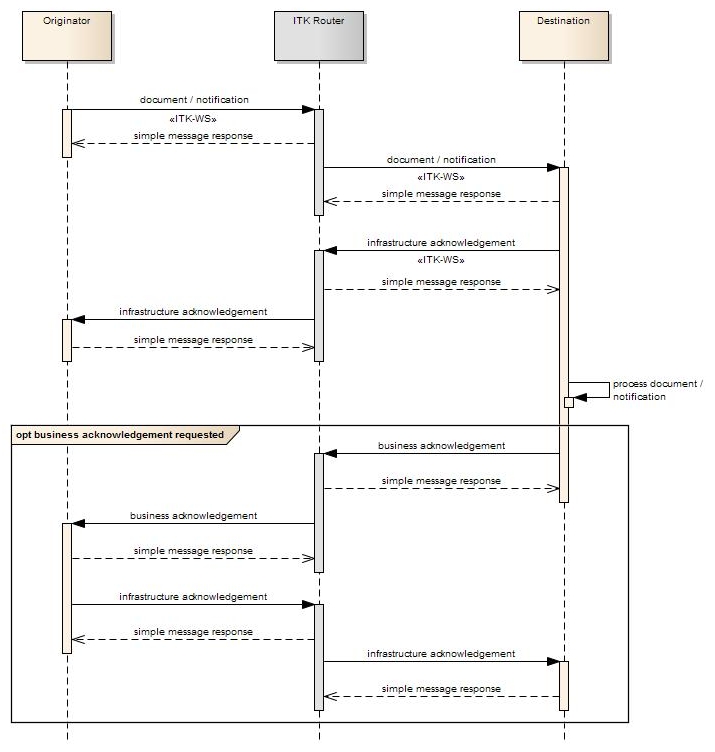 Originator
ITK Router
Destination
document / notification
«ITK-WS»
simple message response
document / notification
«ITK-WS»
simple message response
infrastructure acknowledgement
«ITK-WS»
simple message response
infrastructure acknowledgement
simple message response
process document /
notification
opt business acknowledgement requested
business acknowledgement
simple message response
business acknowledgement
simple message response
infrastructure acknowledgement
simple message response
infrastructure acknowledgement
simple message response